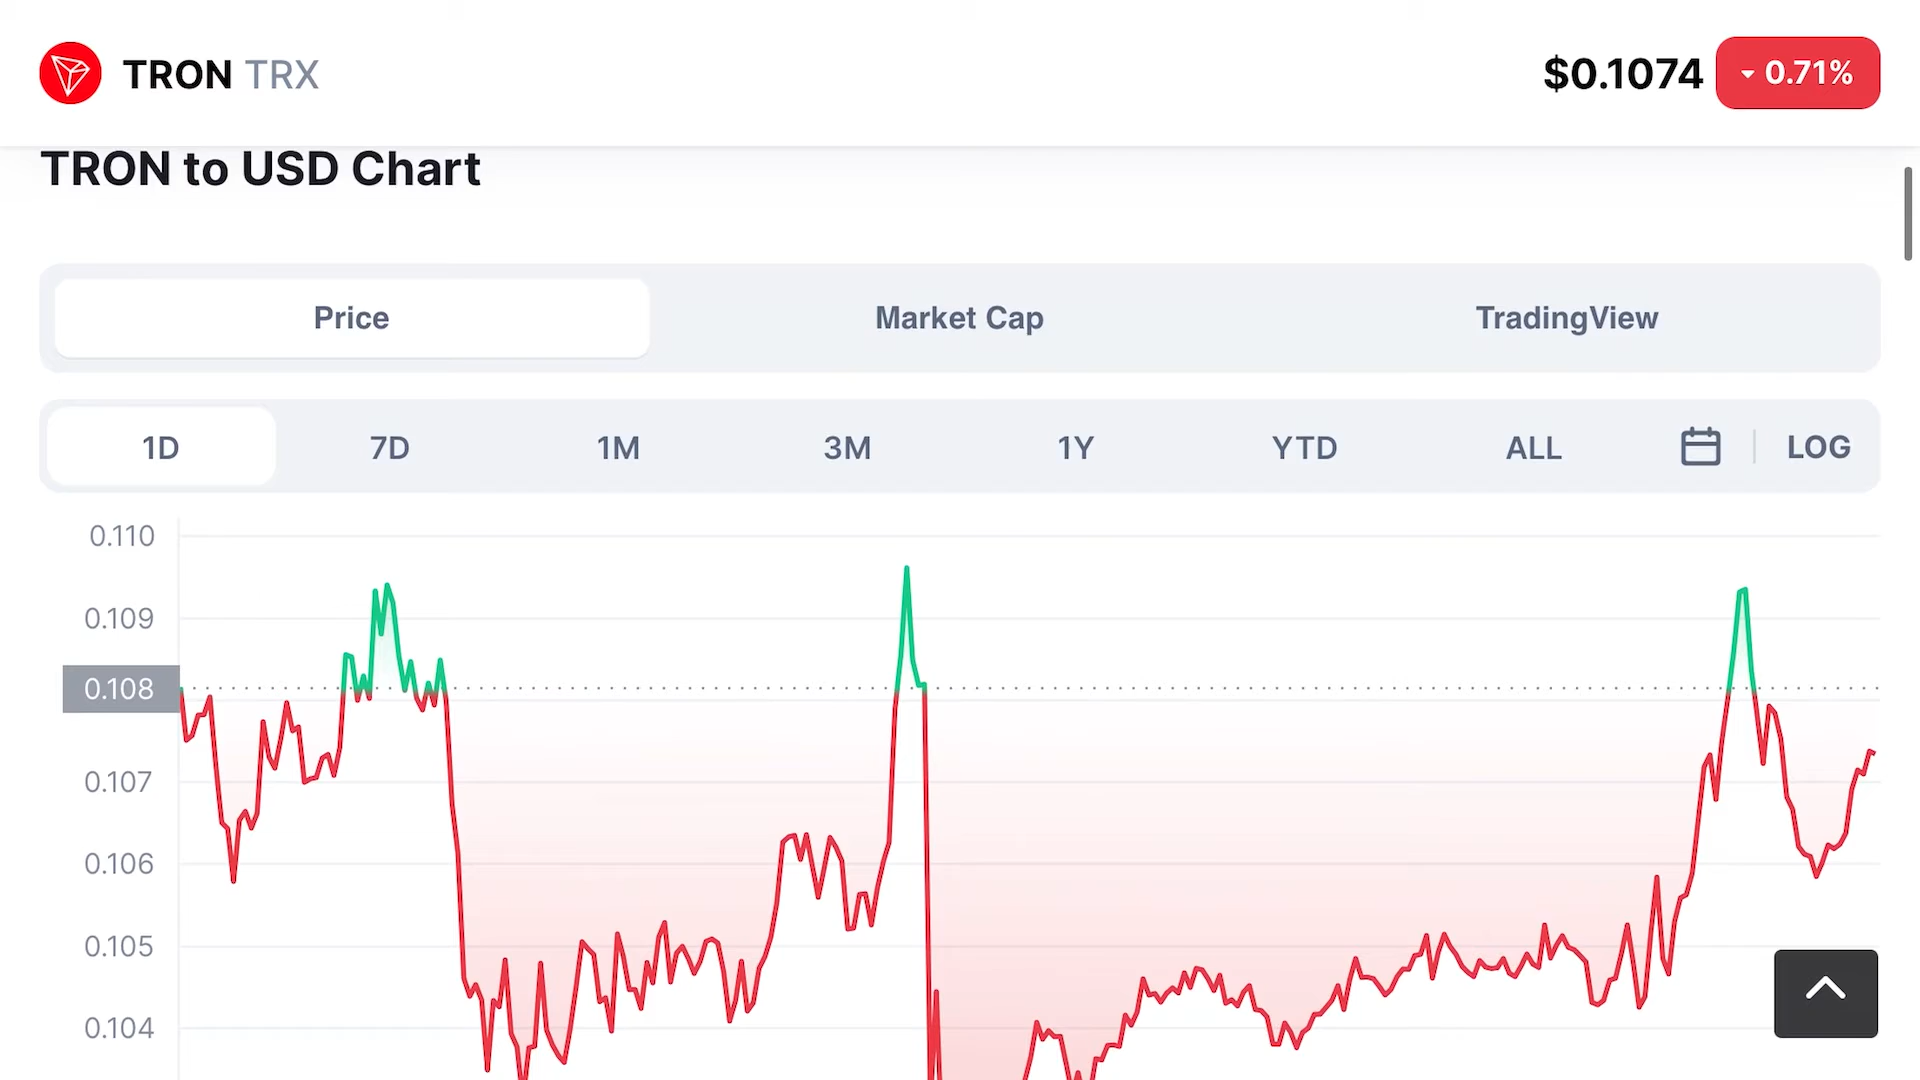 TRON TRX
$0.1074
0.71%
TRON to USD Chart
Price
Market Cap
TradingView
1D
7D
1M
3M
1Y
YTD
ALL
LOG
0.110
0.109
0.108
0.107
0.106
0.105
0.104